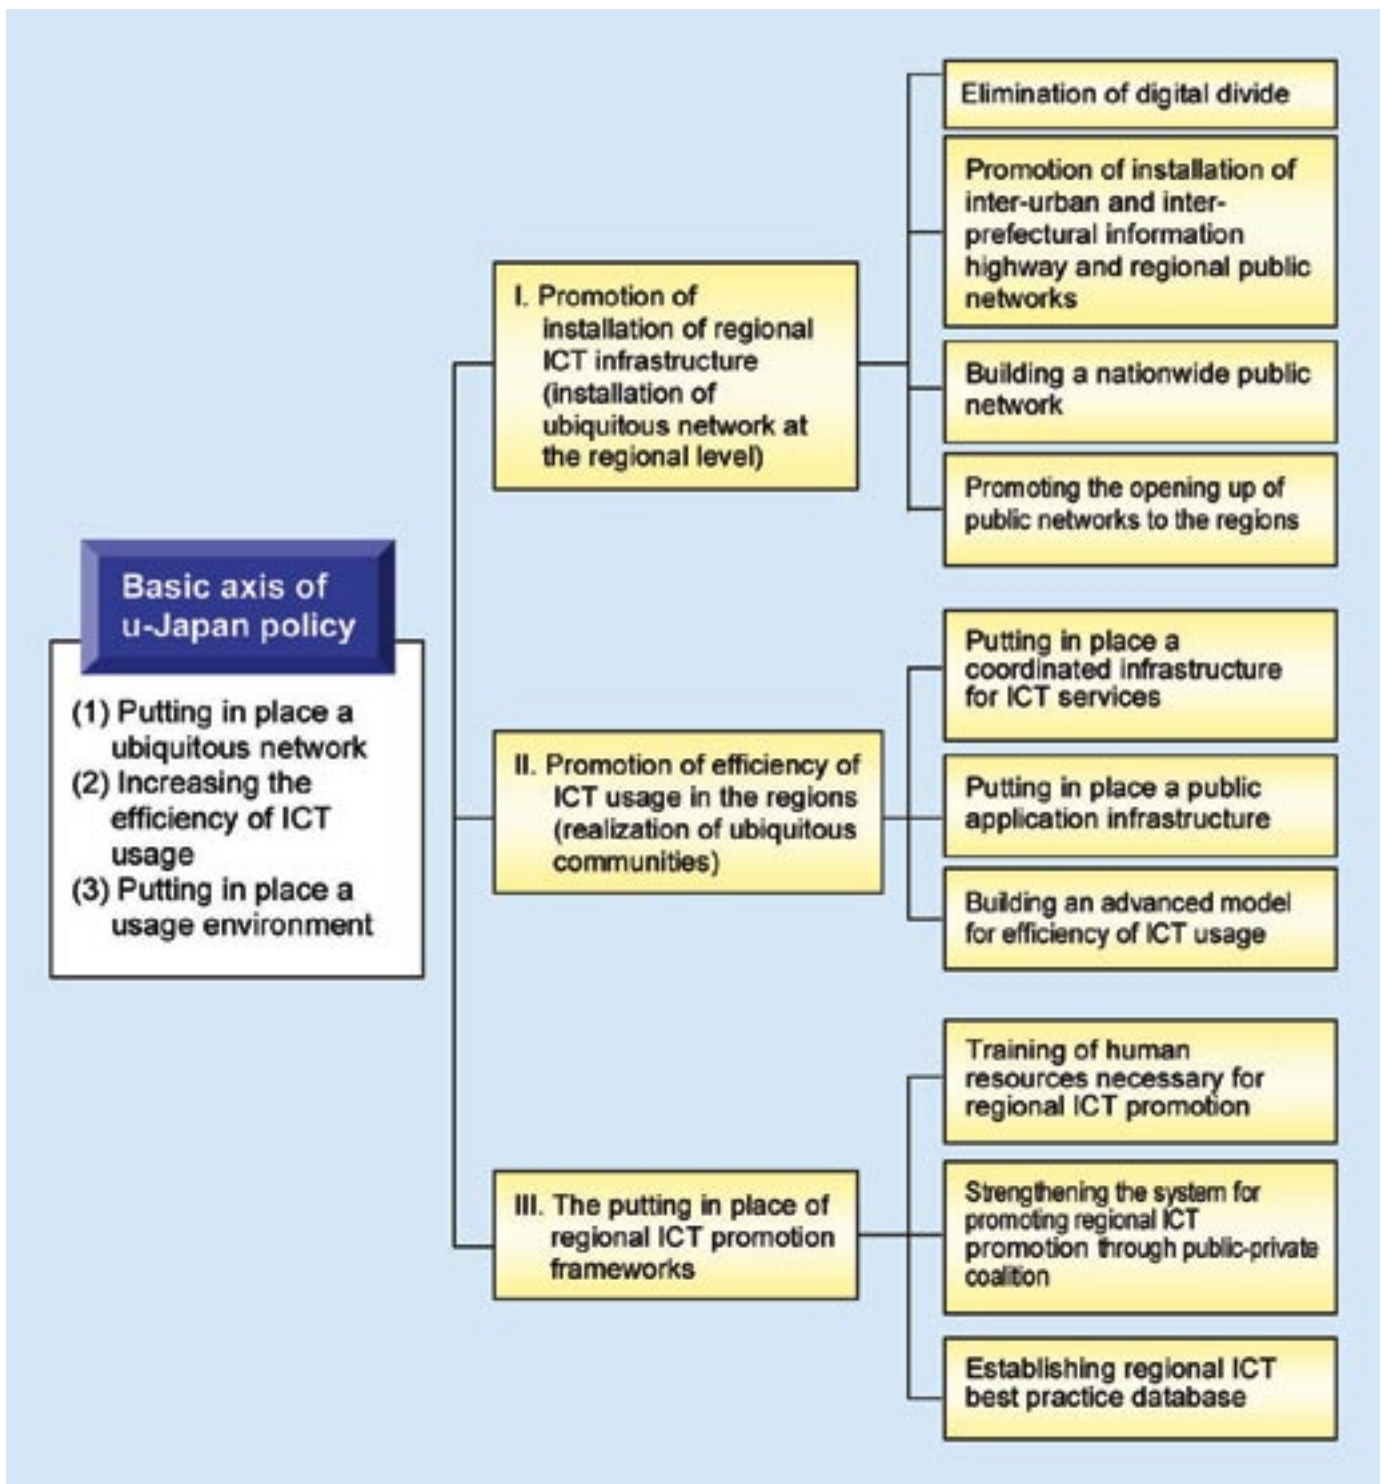 Basic axis of
u-Japan policy
(1) Putting in place a
ubiquitous network
(2) Increasing the
efficiency of ICT
usage
(3) Putting in place a
usage environment
I. Promotion of
installation of regional
ICT infrastructure
(installation of
ubiquitous network at
the regional level)
Elimination of digital divide
Promotion of installation of
inter-urban and inter-
prefectural information
highway and regional public
networks
Building a nationwide public
network
Promoting the opening up of
public networks to the regions
II. Promotion of efficiency of
ICT usage in the regions
(realization of ubiquitous
communities)
Putting in place a
coordinated infrastructure
for ICT services
Putting in place a public
application infrastructure
Building an advanced model
for efficiency of ICT usage
III. The putting in place of
regional ICT promotion
frameworks
Training of human
resources necessary for
regional ICT promotion
Strengthening the system for
promoting regional ICT
promotion through public-private
coalition
Establishing regional ICT
best practice database